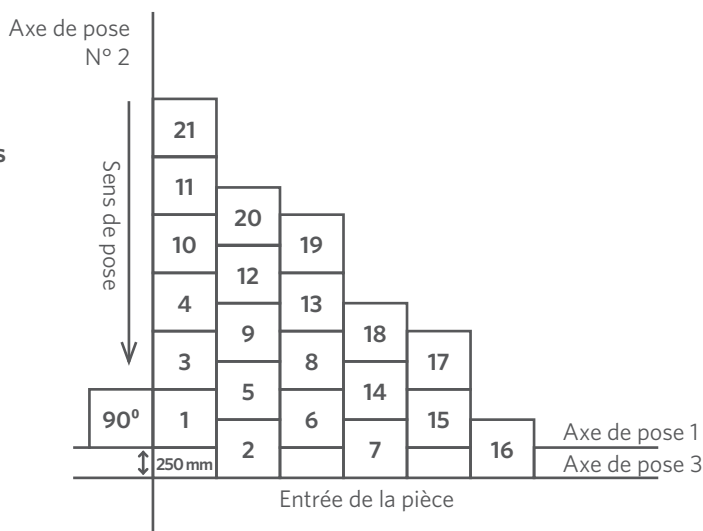 Axe de pose
N° 2
s
Sens de pose
21
11
20
10
19
12
4
13
9
18
3
8
17
5
14
90⁰
1
6
15
2
7
16
Axe de pose 1
250 mm
Axe de pose 3
Entrée de la pièce